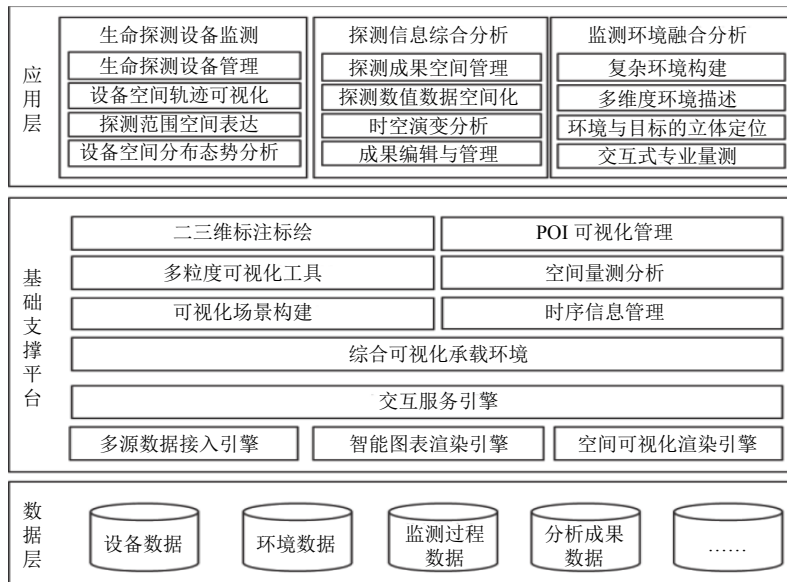 应用层
生命探测设备监测
生命探测设备管理
设备空间轨迹可视化
探测范围空间表达
设备空间分布态势分析
探测信息综合分析
探测成果空间管理
探测数值数据空间化
时空演变分析
成果编辑与管理
监测环境融合分析
复杂环境构建
多维度环境描述
环境与目标的立体定位
交互式专业量测
基础支撑平台
二三维标注标绘
POI 可视化管理
多粒度可视化工具
空间量测分析
可视化场景构建
时序信息管理
综合可视化承载环境
交互服务引擎
多源数据接入引擎
智能图表渲染引擎
空间可视化渲染引擎
数据层
设备数据
环境数据
监测过程
数据
分析成果
数据
……